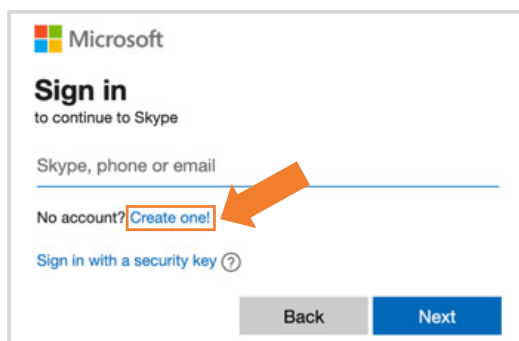 Microsoft
Sign in
to continue to Skype
Skype, phone or email
No account? Create one!
Sign in with a security key ?
Back
Next